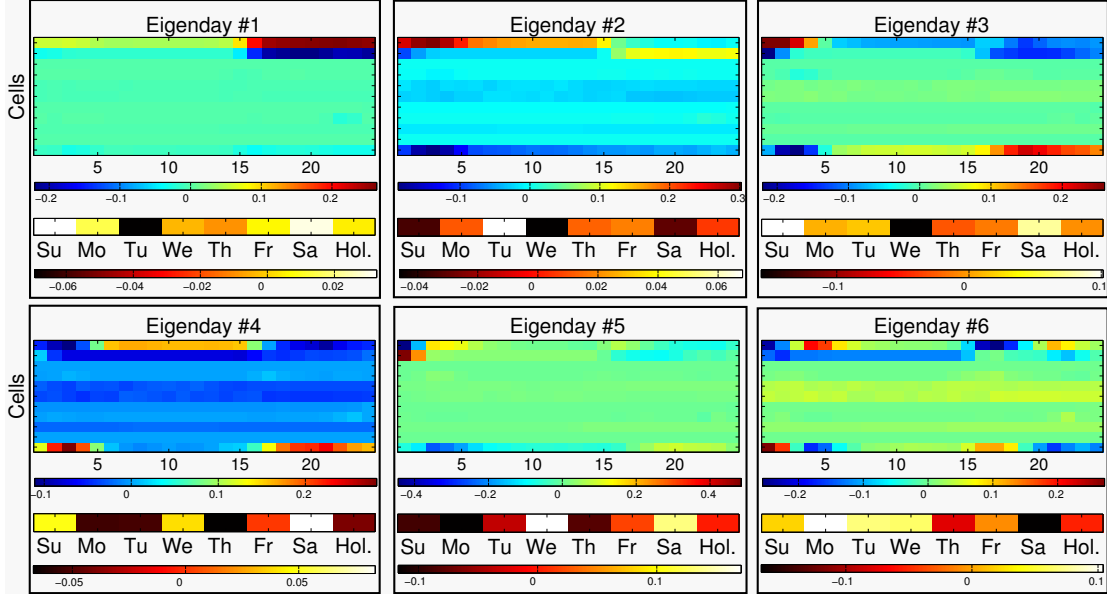 Eigenday #1
Cells
5 10 15 20
−0.2 −0.1 0 0.1 0.2
Su Mo Tu We Th Fr Sa Hol.
−0.06 −0.04 −0.02 0 0.02
Eigenday #2
5 10 15 20
−0.1 0 0.1 0.2 0.3
Su Mo Tu We Th Fr Sa Hol.
−0.04 −0.02 0 0.02 0.04 0.06
Eigenday #3
5 10 15 20
−0.2 −0.1 0 0.1 0.2
Su Mo Tu We Th Fr Sa Hol.
−0.1 0 0.1
Eigenday #4
Cells
5 10 15 20
−0.1 0 0.1 0.2
Su Mo Tu We Th Fr Sa Hol.
−0.05 0 0.05
Eigenday #5
5 10 15 20
−0.4 −0.2 0 0.2 0.4
Su Mo Tu We Th Fr Sa Hol.
−0.1 0 0.1
Eigenday #6
5 10 15 20
−0.2 −0.1 0 0.1 0.2
Su Mo Tu We Th Fr Sa Hol.
−0.1 0 0.1